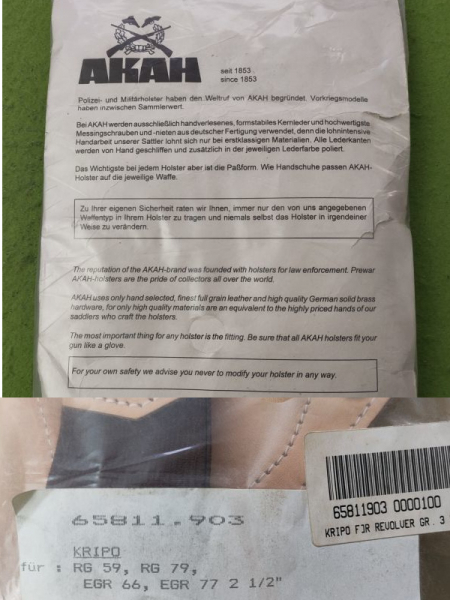 AKAH
seit 1853
since 1853
Polizei- und Militärholster haben den Weltruf von AKAH begründet. Vorkriegsmodelle
haben inzwischen Sammlerwert.
Bei AKAH werden ausschließlich handverlesenes, formstabiles Kernleder und hochwertigste
Messingschrauben und -nieten aus deutscher Fertigung verwendet, denn die lohnintensive
Handarbeit unserer Sattler lohnt sich nur bei erstklassigen Materialien. Alle Lederkanten
werden von Hand geschliffen und zusätzlich in der jeweiligen Lederfarbe poliert.
Das Wichtigste bei jedem Holster aber ist die Paßform. Wie Handschuhe passen AKAH-
Holster auf die jeweilige Waffe.
Zu Ihrer eigenen Sicherheit raten wir Ihnen, immer nur den von uns angegebenen
Waffentyp in Ihrem Holster zu tragen und niemals selbst das Holster in irgendeiner
Weise zu verändern.
The reputation of the AKAH-brand was founded with holsters for law enforcement. Prewar
AKAH-holsters are the pride of collectors all over the world.
AKAH uses only hand selected, finest full grain leather and high quality German solid brass
hardware, for only high quality materials are an equivalent to the highly priced hands of our
saddlers who craft the holsters.
The most important thing for any holster is the fitting. Be sure that all AKAH holsters fit your
gun like a glove.
For your own safety we advise you never to modify your holster in any way.
65811.903
KRIPO
für : RG 59, RG 79,
EGR 66, EGR 77 2 1/2"
65811903 0000100
KRIPO FJR REVOLVER GR. 3